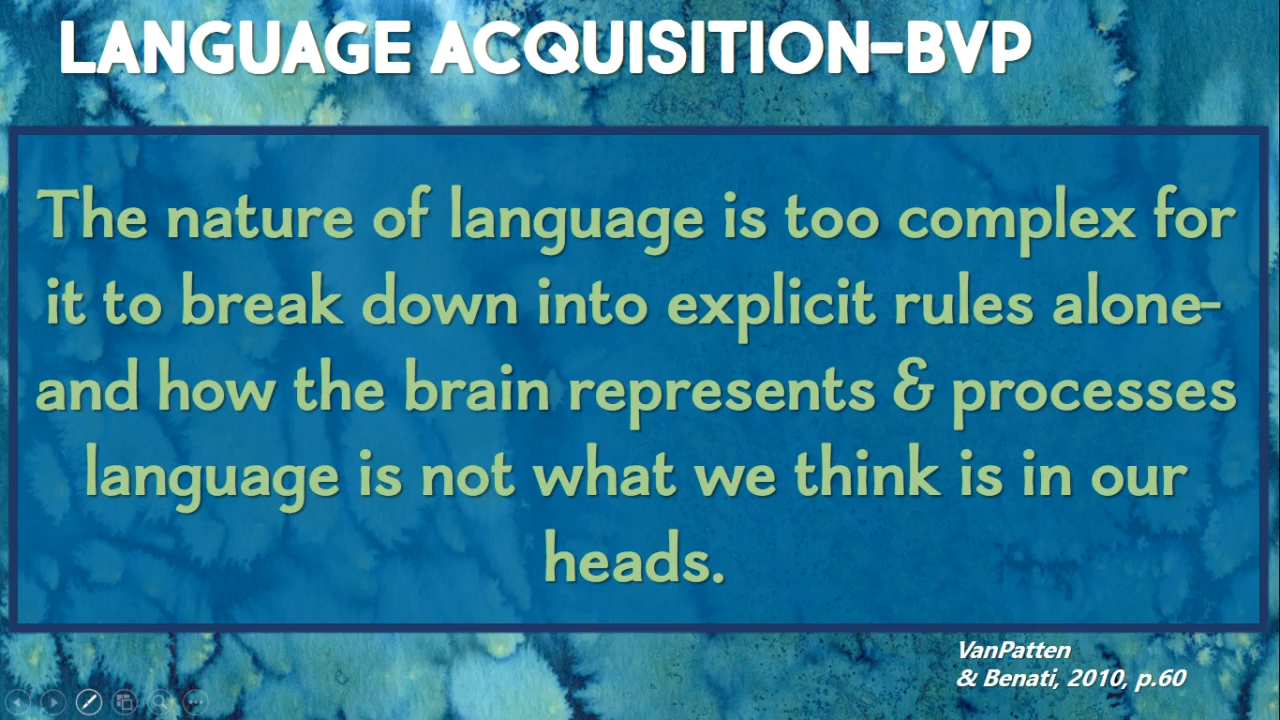 LANGUAGE ACQUISITION-BVP
The nature of language is too complex for
it to break down into explicit rules alone-
and how the brain represents & processes
language is not what we think is in our
heads.
VanPatten
& Benati, 2010, p.60